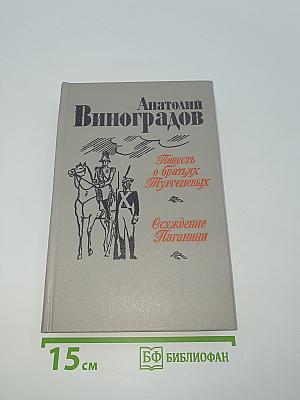 Анатолий
Виноградов
Повесть
о братьях
Тургеневых
Осуждение
Паганини
15 см
БФ БИБЛИОФАН